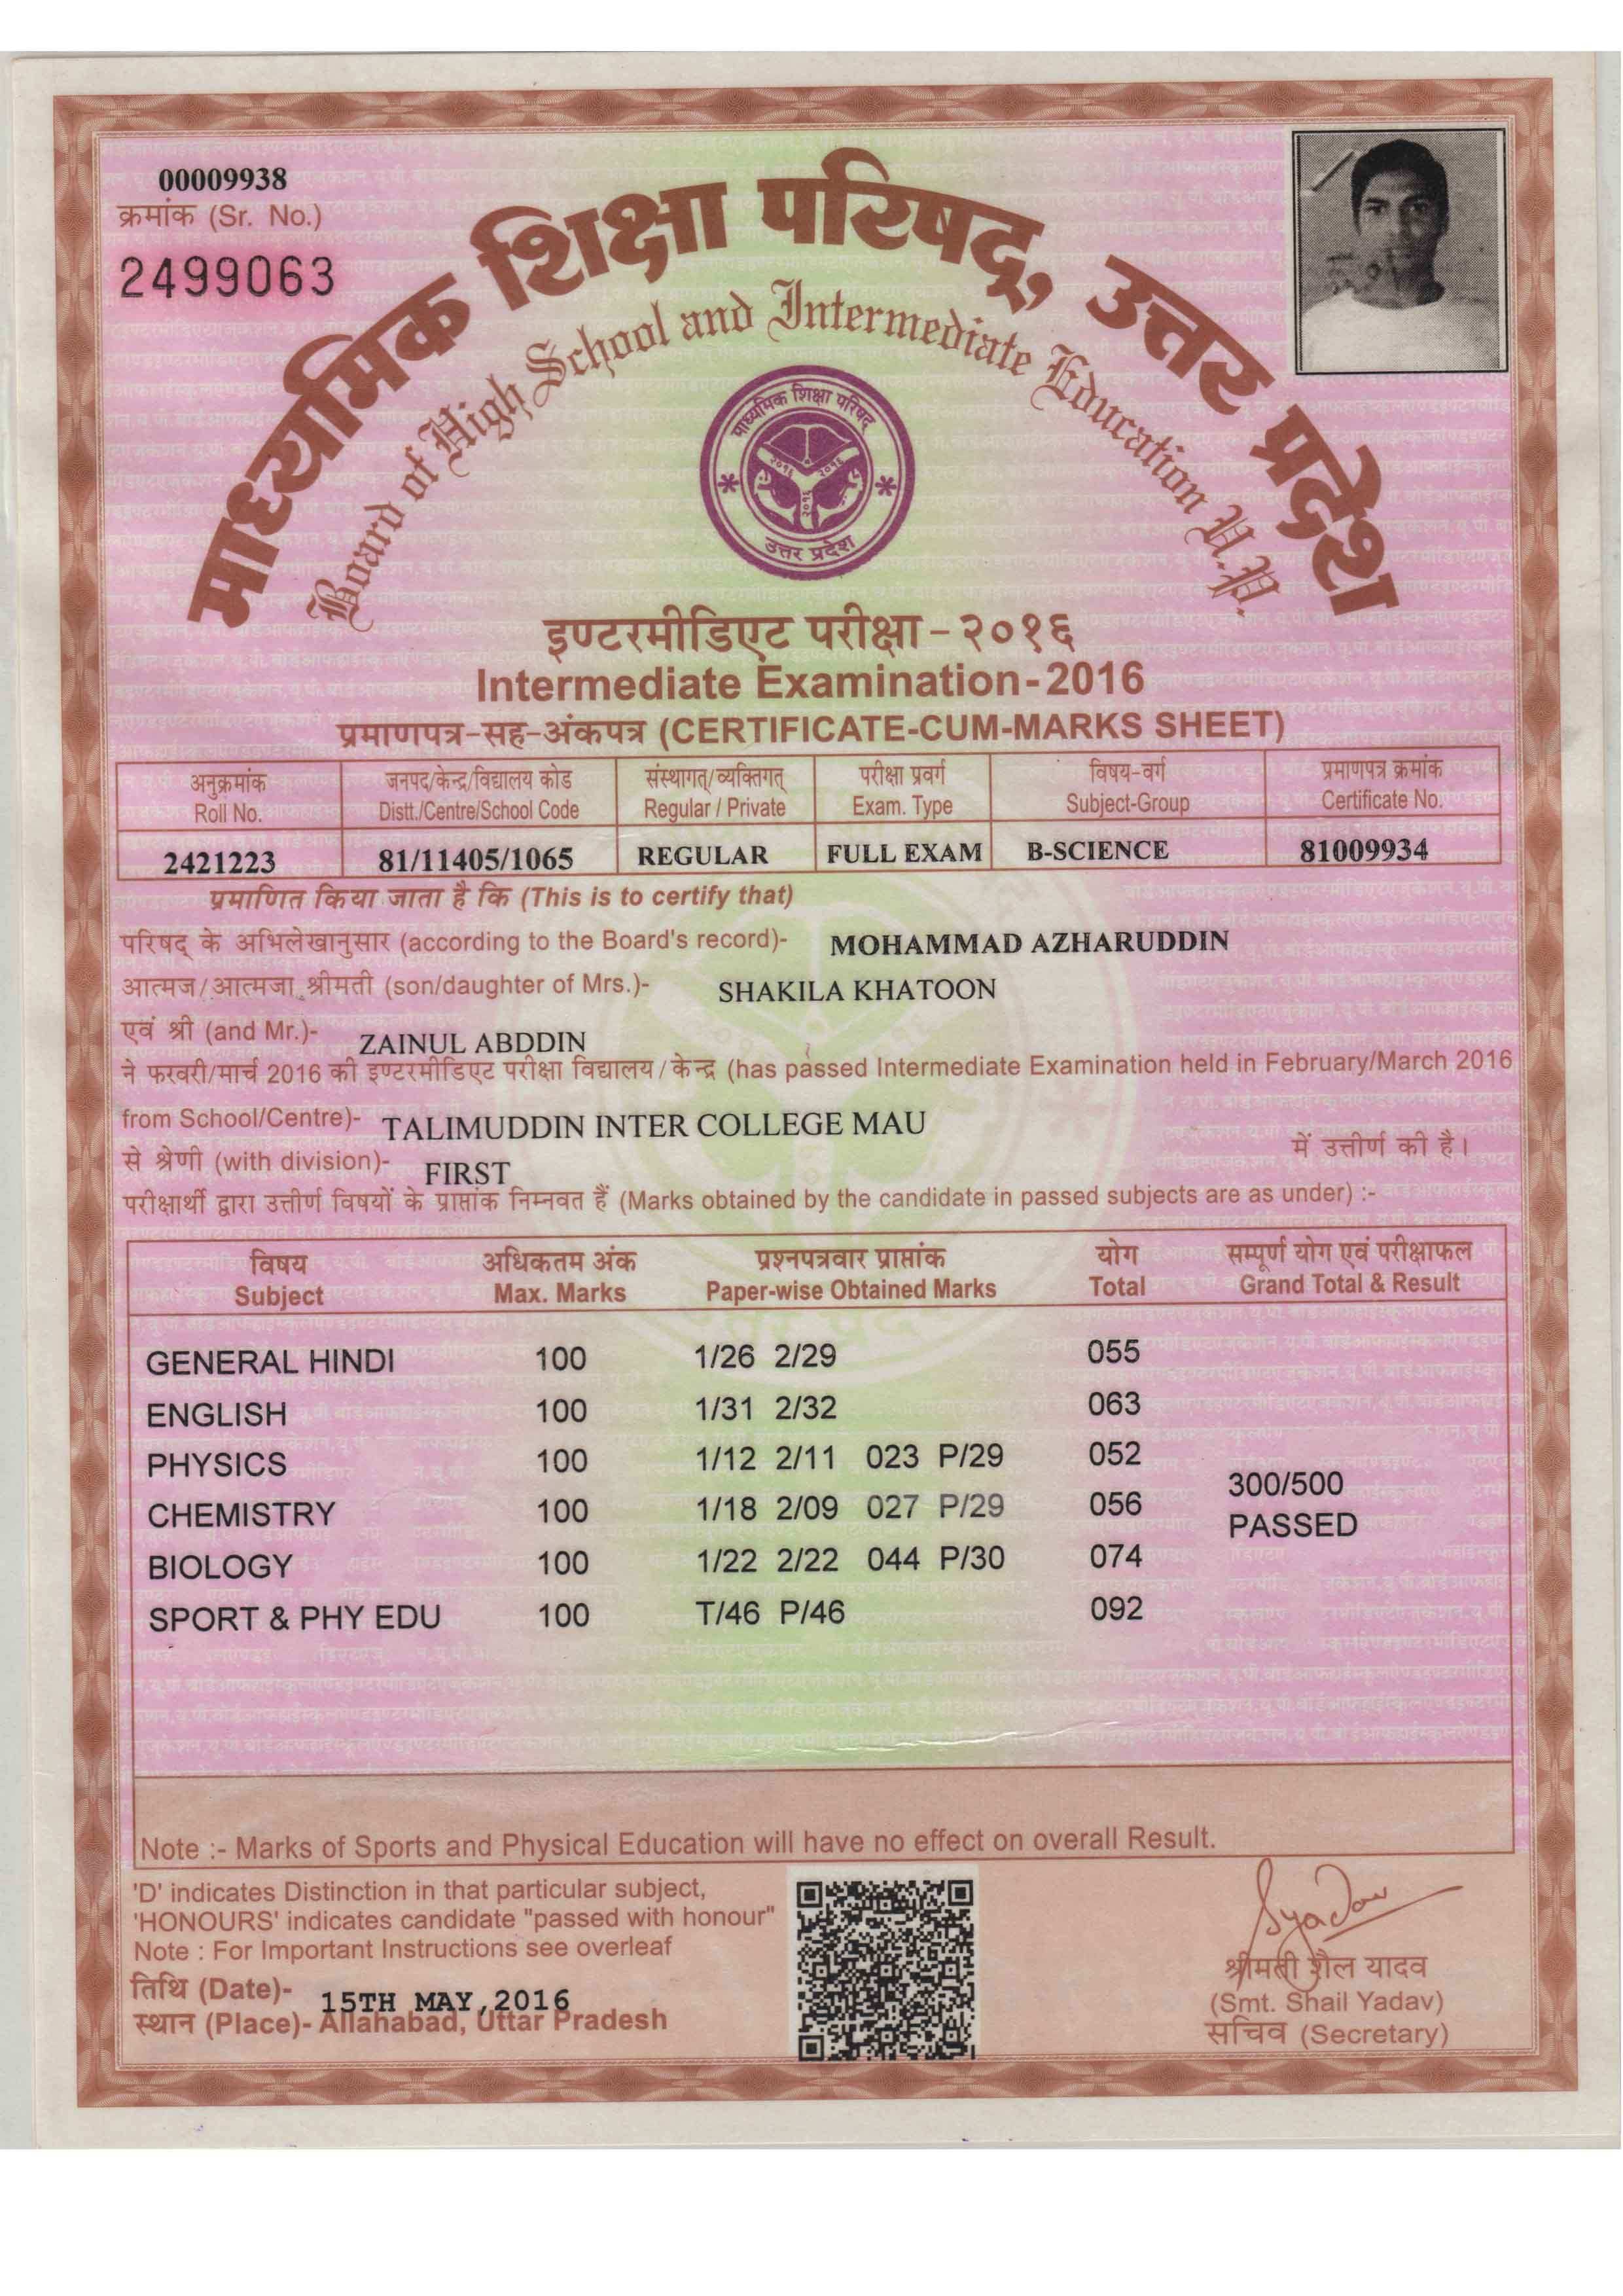 00009938
क्रमांक (Sr. No.)
2499063
माध्यमिक शिक्षा परिषद्, उत्तर प्रदेश
Board of High School and Intermediate Education U.P.
माध्यमिक शिक्षा परिषद्
२०१६ २०१६
२०१६
उत्तर प्रदेश
इण्टरमीडिएट परीक्षा - २०१६
Intermediate Examination-2016
प्रमाणपत्र-सह-अंकपत्र (CERTIFICATE-CUM-MARKS SHEET)
अनुक्रमांक जनपद/केन्द्र/विद्यालय कोड संस्थागत्/व्यक्तिगत् परीक्षा प्रवर्ग विषय-वर्ग प्रमाणपत्र क्रमांक
Roll No. Distt./Centre/School Code Regular / Private Exam. Type Subject-Group Certificate No.
2421223 81/11405/1065 REGULAR FULL EXAM B-SCIENCE 81009934
प्रमाणित किया जाता है कि (This is to certify that)
परिषद् के अभिलेखानुसार (according to the Board's record)- MOHAMMAD AZHARUDDIN
आत्मज/आत्मजा श्रीमती (son/daughter of Mrs.)- SHAKILA KHATOON
एवं श्री (and Mr.)- ZAINUL ABDDIN
ने फरवरी/मार्च 2016 की इण्टरमीडिएट परीक्षा विद्यालय/केन्द्र (has passed Intermediate Examination held in February/March 2016
from School/Centre)- TALIMUDDIN INTER COLLEGE MAU
से श्रेणी (with division)- FIRST में उत्तीर्ण की है।
परीक्षार्थी द्वारा उत्तीर्ण विषयों के प्राप्तांक निम्नवत हैं (Marks obtained by the candidate in passed subjects are as under) :-
विषय अधिकतम अंक प्रश्नपत्रवार प्राप्तांक योग सम्पूर्ण योग एवं परीक्षाफल
Subject Max. Marks Paper-wise Obtained Marks Total Grand Total & Result
GENERAL HINDI 100 1/26 2/29 055
ENGLISH 100 1/31 2/32 063
PHYSICS 100 1/12 2/11 023 P/29 052
300/500
CHEMISTRY 100 1/18 2/09 027 P/29 056
PASSED
BIOLOGY 100 1/22 2/22 044 P/30 074
SPORT & PHY EDU 100 T/46 P/46 092
Note :- Marks of Sports and Physical Education will have no effect on overall Result.
'D' indicates Distinction in that particular subject,
'HONOURS' indicates candidate "passed with honour"
Note : For Important Instructions see overleaf
तिथि (Date)- 15TH MAY,2016
स्थान (Place)- Allahabad, Uttar Pradesh
Syadav
श्रीमती शैल यादव
(Smt. Shail Yadav)
सचिव (Secretary)